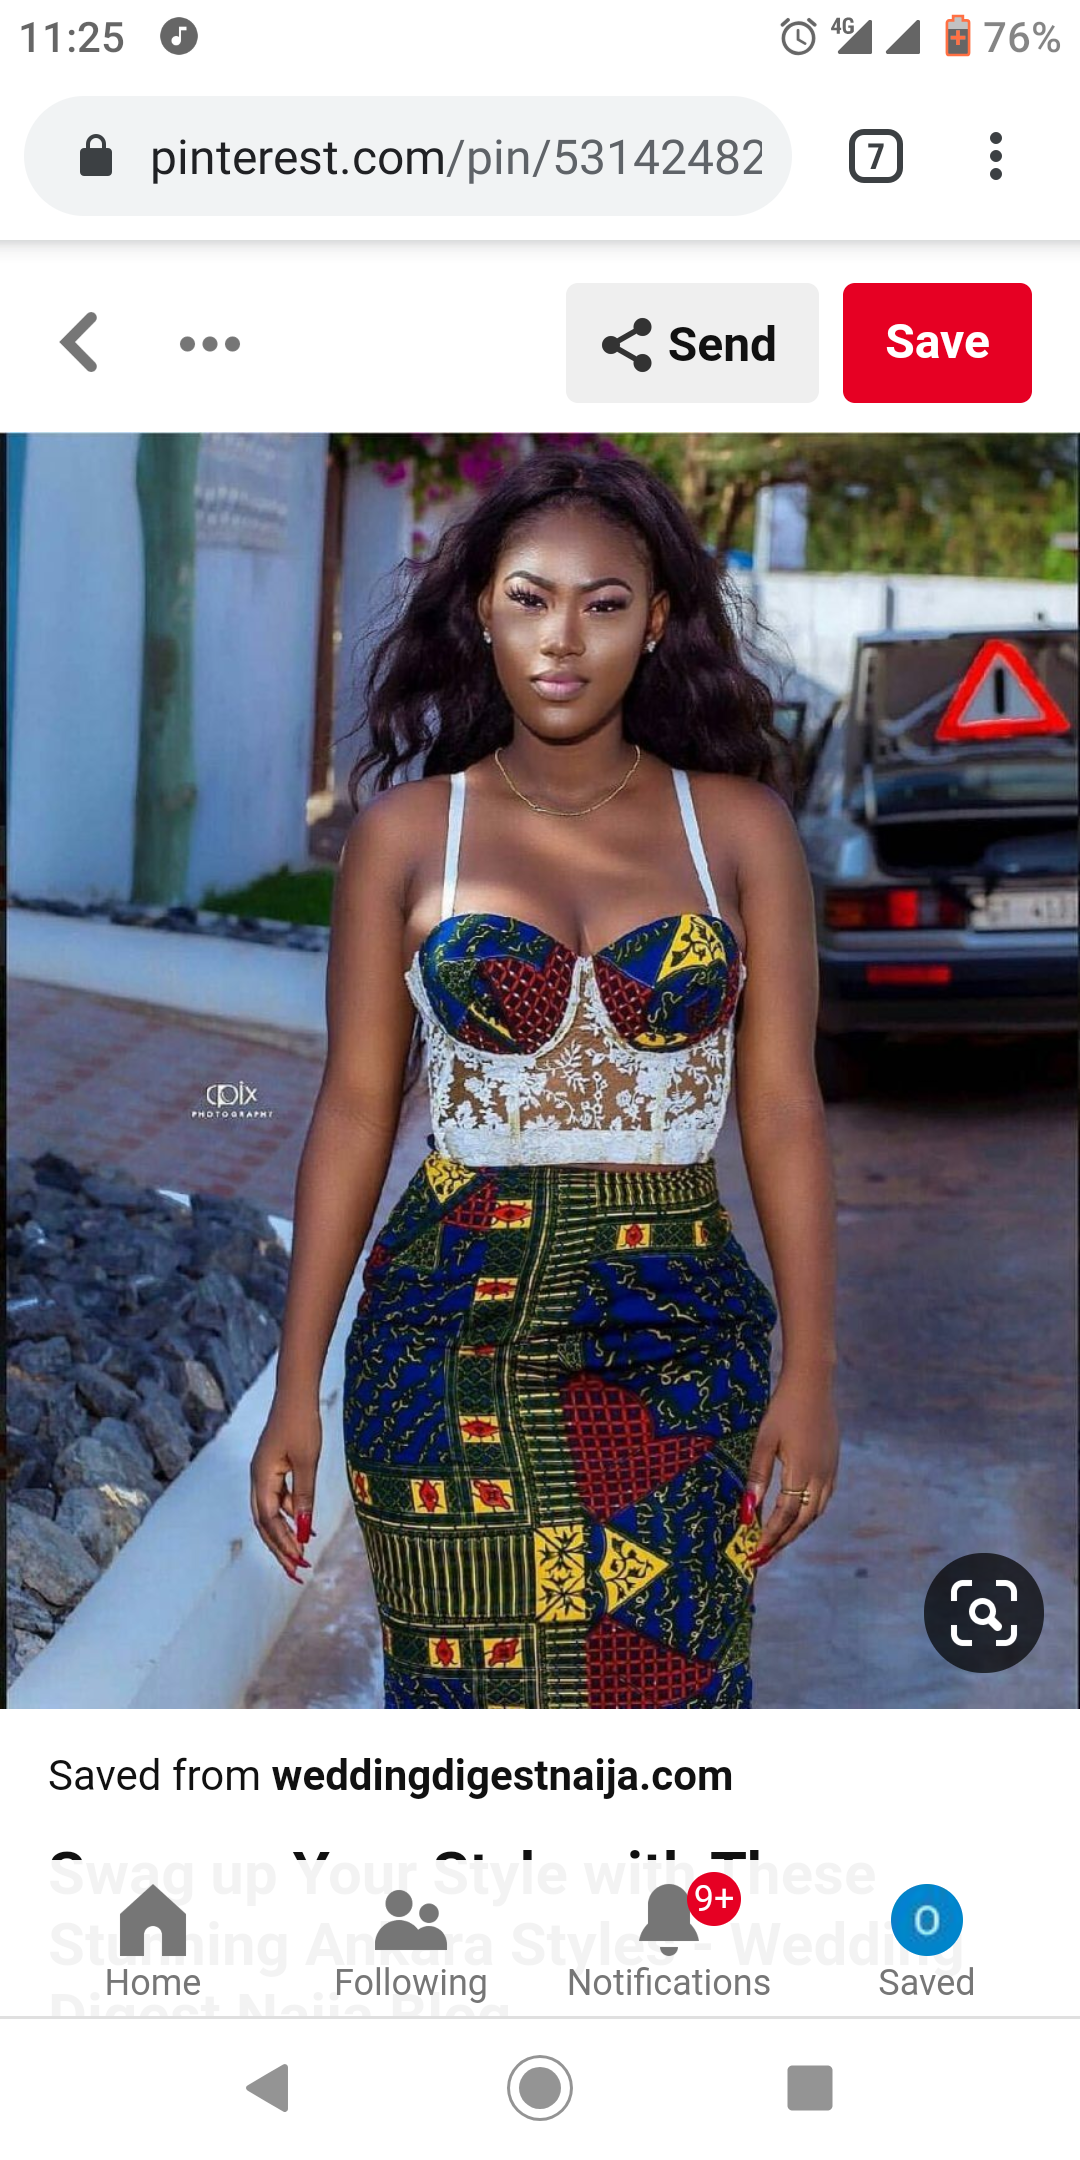 11:25
4G
76%
pinterest.com/pin/53142482
7
Send
Save
cpix
PHOTOGRAPHY
Saved from weddingdigestnaija.com
Swag up Your Style with These
Stunning Ankara Styles - Wedding
Digest Naija Blog
9+
O
Home
Following
Notifications
Saved